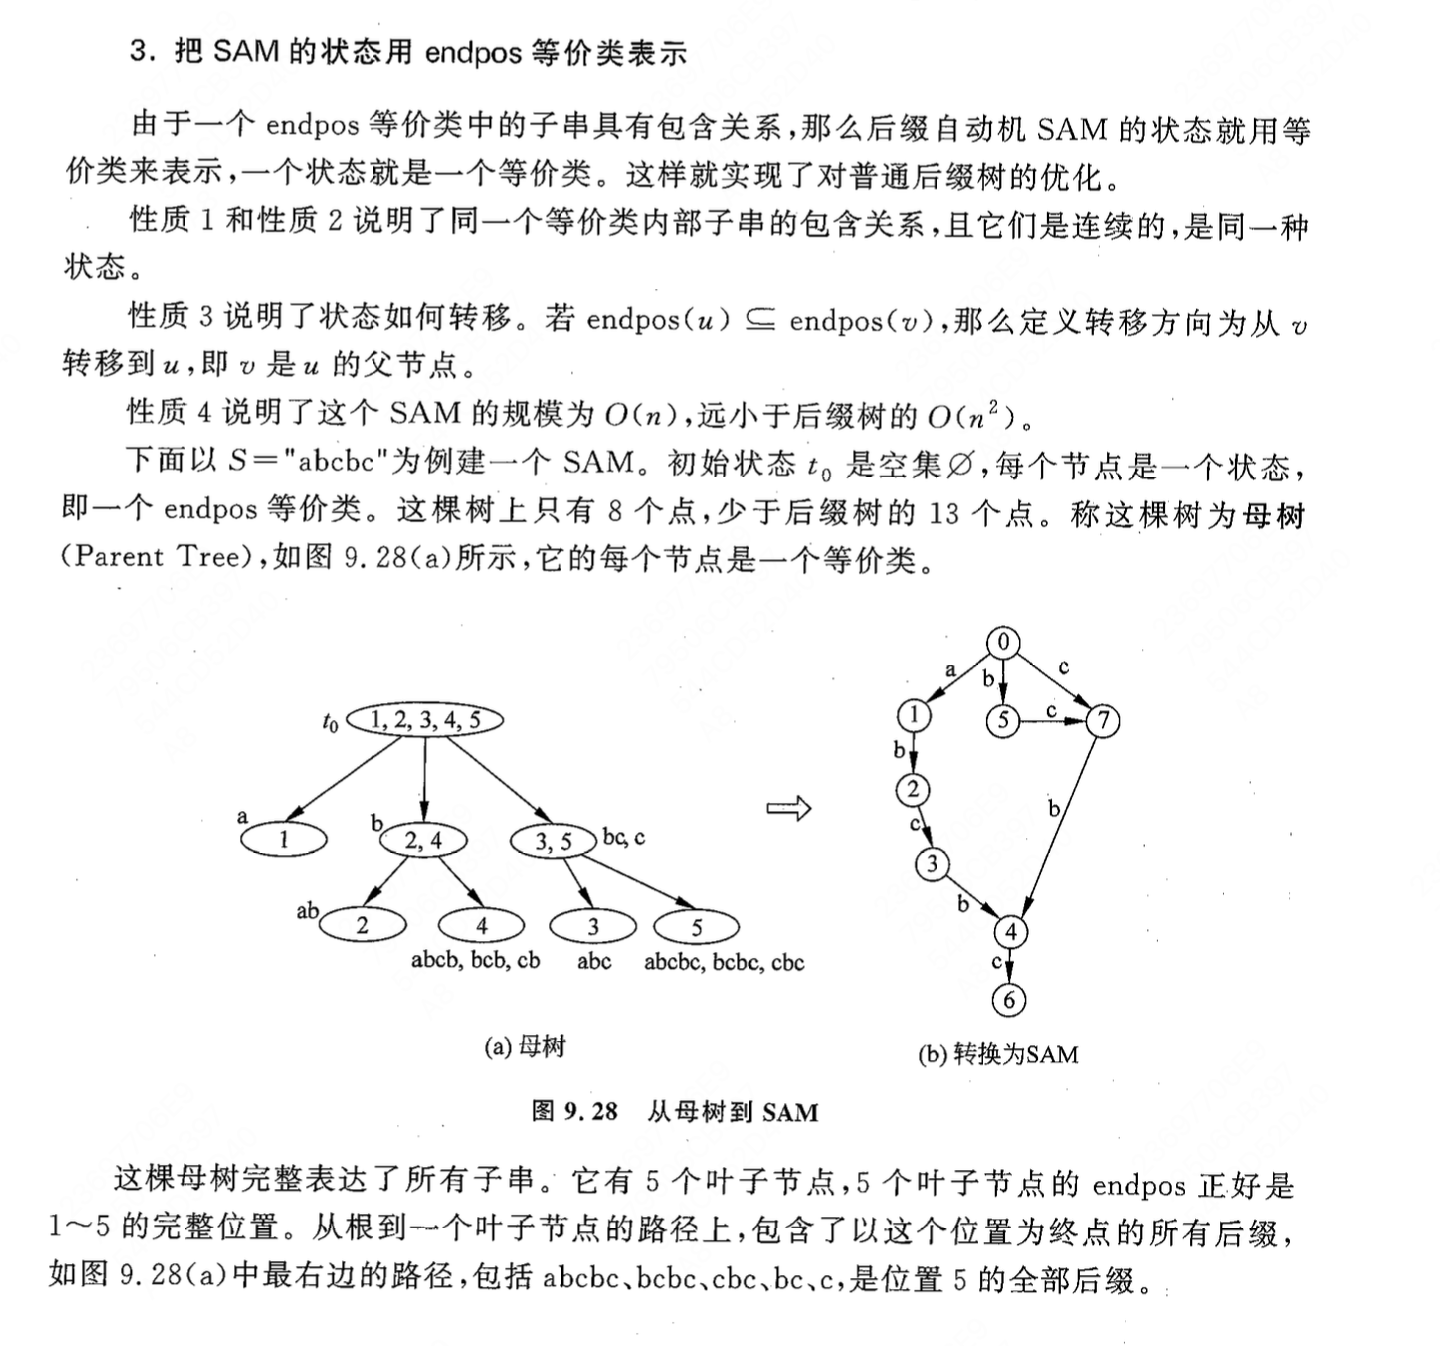 3. 把 SAM 的状态用 endpos 等价类表示
由于一个 endpos 等价类中的子串具有包含关系,那么后缀自动机 SAM 的状态就用等
价类来表示,一个状态就是一个等价类。这样就实现了对普通后缀树的优化。
性质 1 和性质 2 说明了同一个等价类内部子串的包含关系,且它们是连续的,是同一种
状态。
性质 3 说明了状态如何转移。若 endpos(u) ⊆ endpos(v),那么定义转移方向为从 v
转移到 u,即 v 是 u 的父节点。
性质 4 说明了这个 SAM 的规模为 O(n),远小于后缀树的 O(n²)。
下面以 S="abcbc"为例建一个 SAM。初始状态 t₀ 是空集∅,每个节点是一个状态,
即一个 endpos 等价类。这棵树上只有 8 个点,少于后缀树的 13 个点。称这棵树为母树
(Parent Tree),如图 9.28(a)所示,它的每个节点是一个等价类。
t₀ 1, 2, 3, 4, 5
a 1
b 2, 4
3, 5 bc, c
ab 2
4
3
5
abcb, bcb, cb
abc
abcbc, bcbc, cbc
(a) 母树
0
a
b
c
1
5
c
7
b
2
c
b
3
b
4
c
6
(b) 转换为SAM
图 9.28 从母树到 SAM
这棵母树完整表达了所有子串。它有 5 个叶子节点,5 个叶子节点的 endpos 正好是
1～5 的完整位置。从根到一个叶子节点的路径上,包含了以这个位置为终点的所有后缀,
如图 9.28(a)中最右边的路径,包括 abcbc、bcbc、cbc、bc、c,是位置 5 的全部后缀。